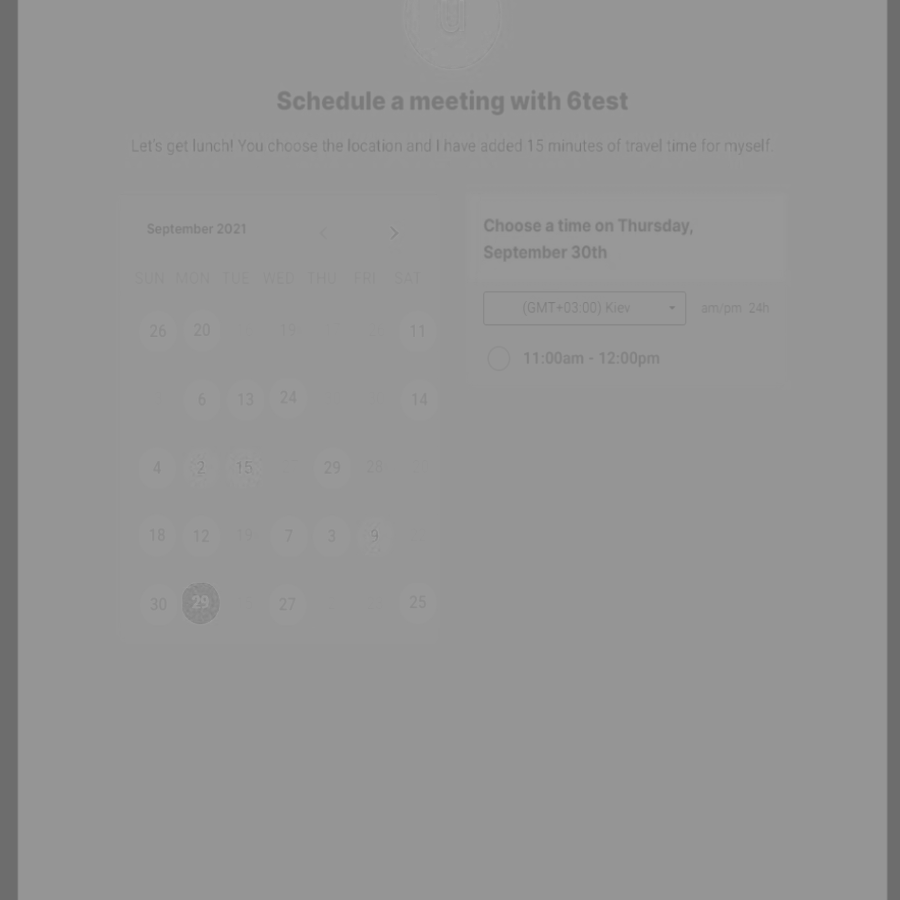 Schedule a meeting with 6test
Let's get lunch! You choose the location and I have added 15 minutes of travel time for myself.
September 2021
SUN MON TUE WED THU FRI SAT
26 20 19 11
6 13 24 14
4 2 15 29 28
18 12 19 7 3 9
30 29 27 25
Choose a time on Thursday,
September 30th
(GMT+03:00) Kiev am/pm 24h
11:00am - 12:00pm